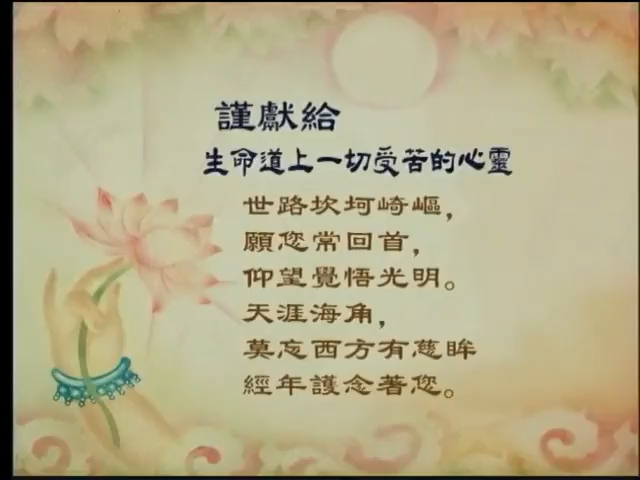 謹獻給
生命道上一切受苦的心靈
世路坎坷崎嶇，
願您常回首，
仰望覺悟光明。
天涯海角，
莫忘西方有慈眸
經年護念著您。